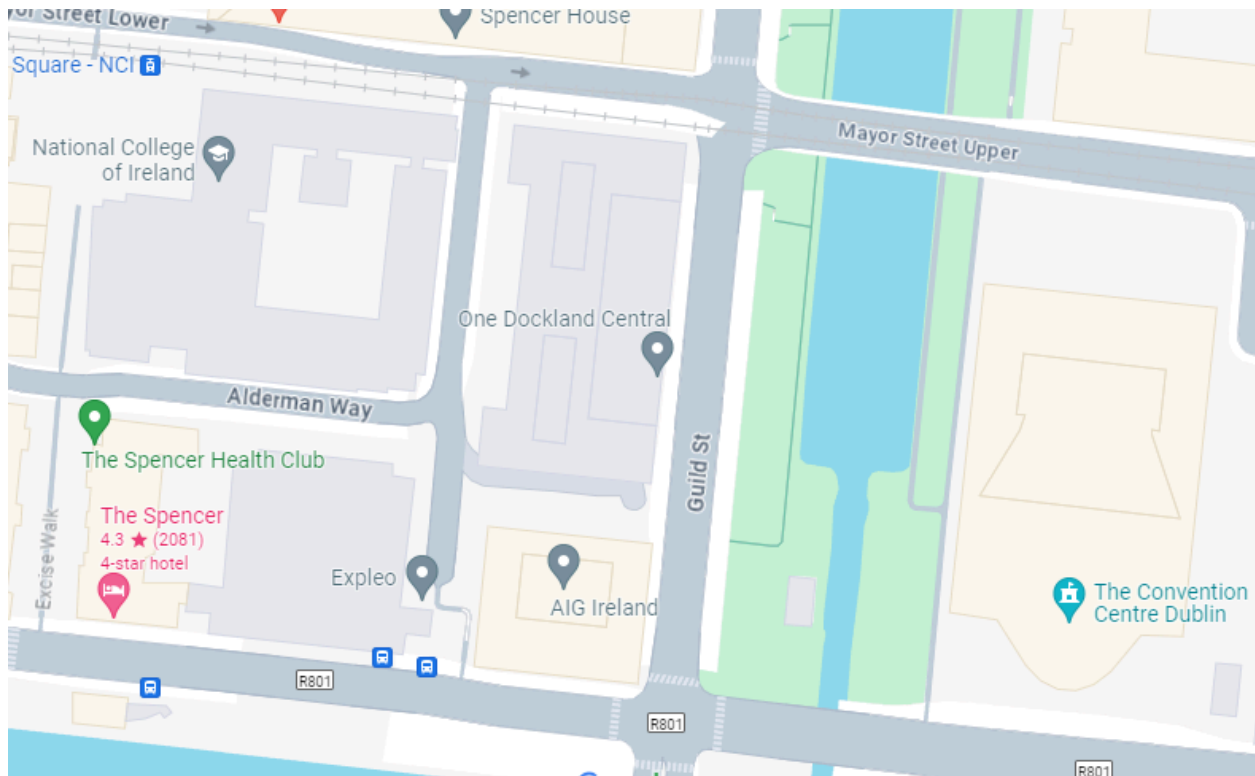 or Street Lower
Spencer House
Square - NCI
Mayor Street Upper
National College
of Ireland
One Dockland Central
Alderman Way
The Spencer Health Club
Guild St
The Spencer
4.3 ★ (2081)
4-star hotel
Excise Walk
Expleo
AIG Ireland
The Convention
Centre Dublin
R801
R801
R801